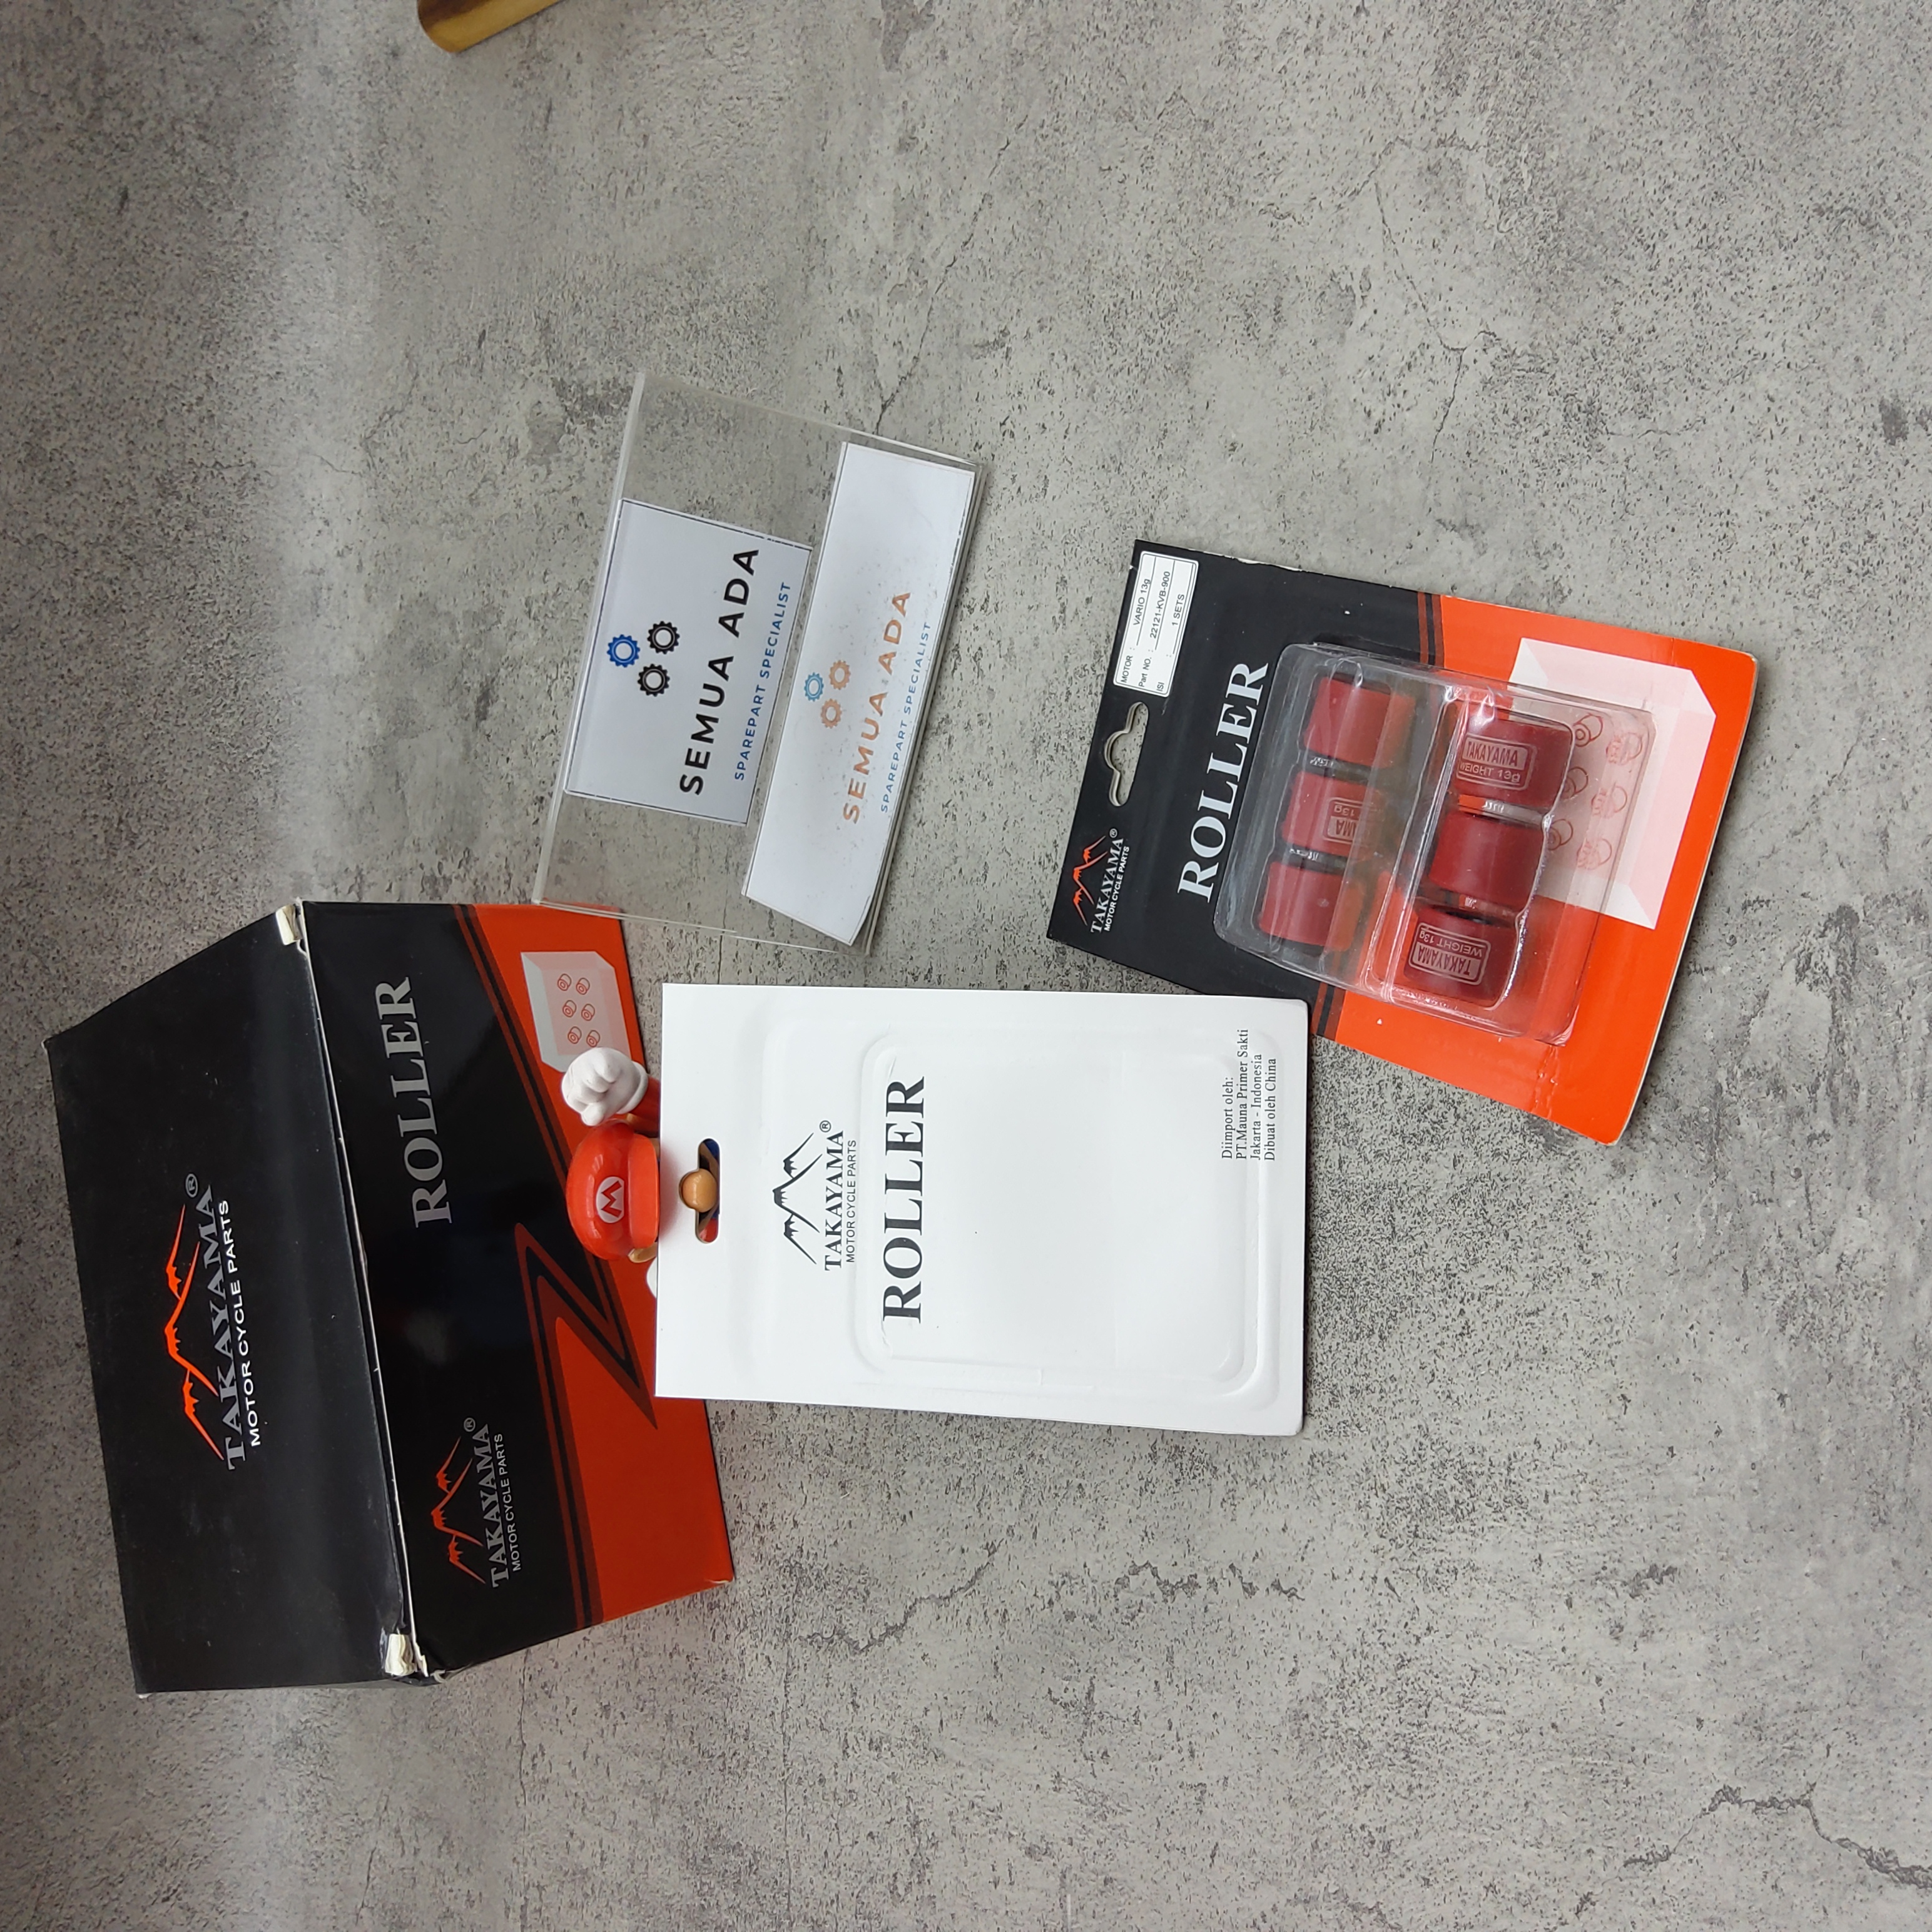 TAKAYAMA®
MOTOR CYCLE PARTS
ROLLER
TAKAYAMA®
MOTOR CYCLE PARTS
M
SEMUA ADA
SPAREPART SPECIALIST
SEMUA ADA
SPAREPART SPECIALIST
TAKAYAMA®
MOTOR CYCLE PARTS
ROLLER
Diimport oleh:
PT.Mauna Primer Sakti
Jakarta - Indonesia
Dibuat oleh China
TAKAYAMA®
MOTOR CYCLE PARTS
MOTOR : VARIO 13g
Part NO. : 22121-KVB-900
ISI : 1 SETS
ROLLER
13g
TAKAYAMA
WEIGHT 13g
TAKAYAMA
WEIGHT 13g